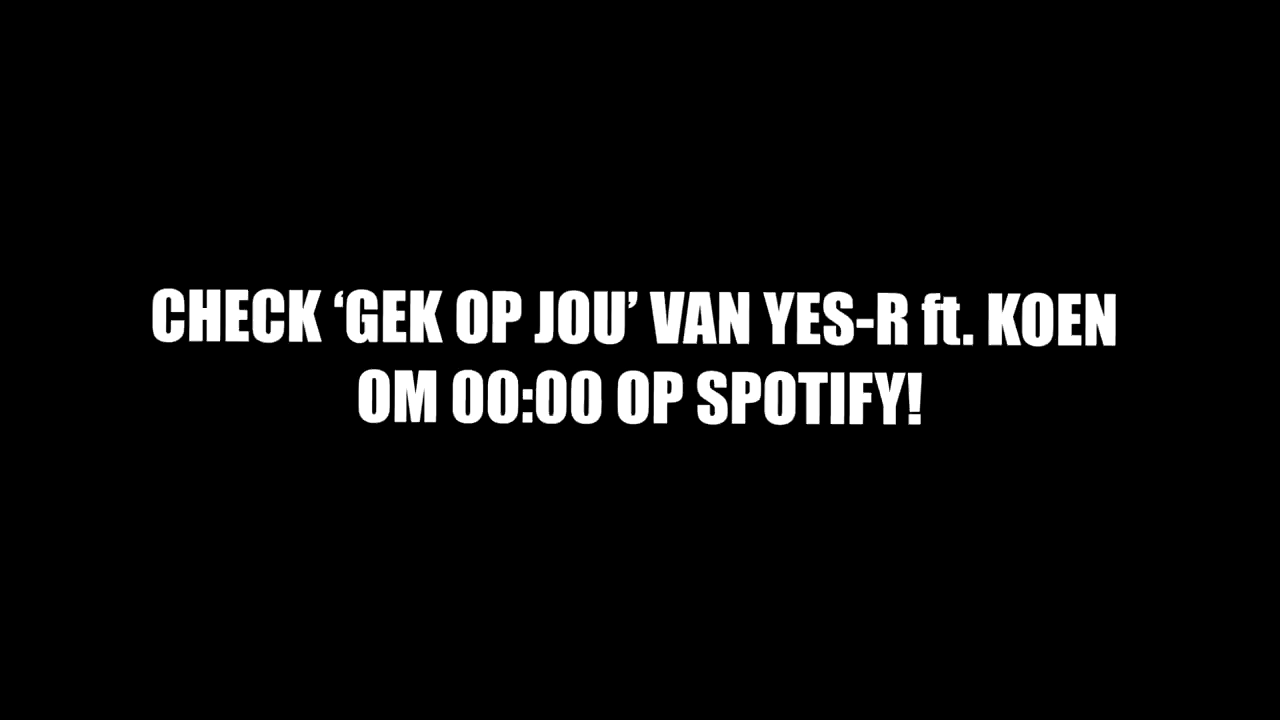 CHECK ‘GEK OP JOU’ VAN YES-R ft. KOEN
OM 00:00 OP SPOTIFY!